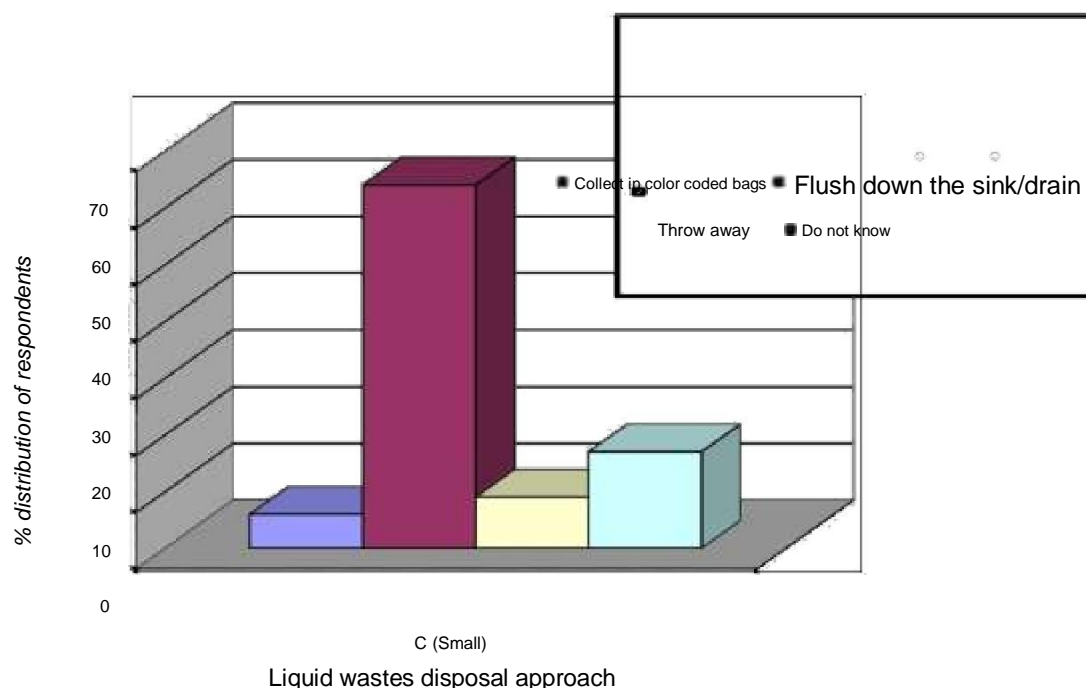 Collect in color coded bags Flush down the sink/drain
Throw away Do not know
% distribution of respondents
70
60
50
40
30
20
10
0
C (Small)
Liquid wastes disposal approach